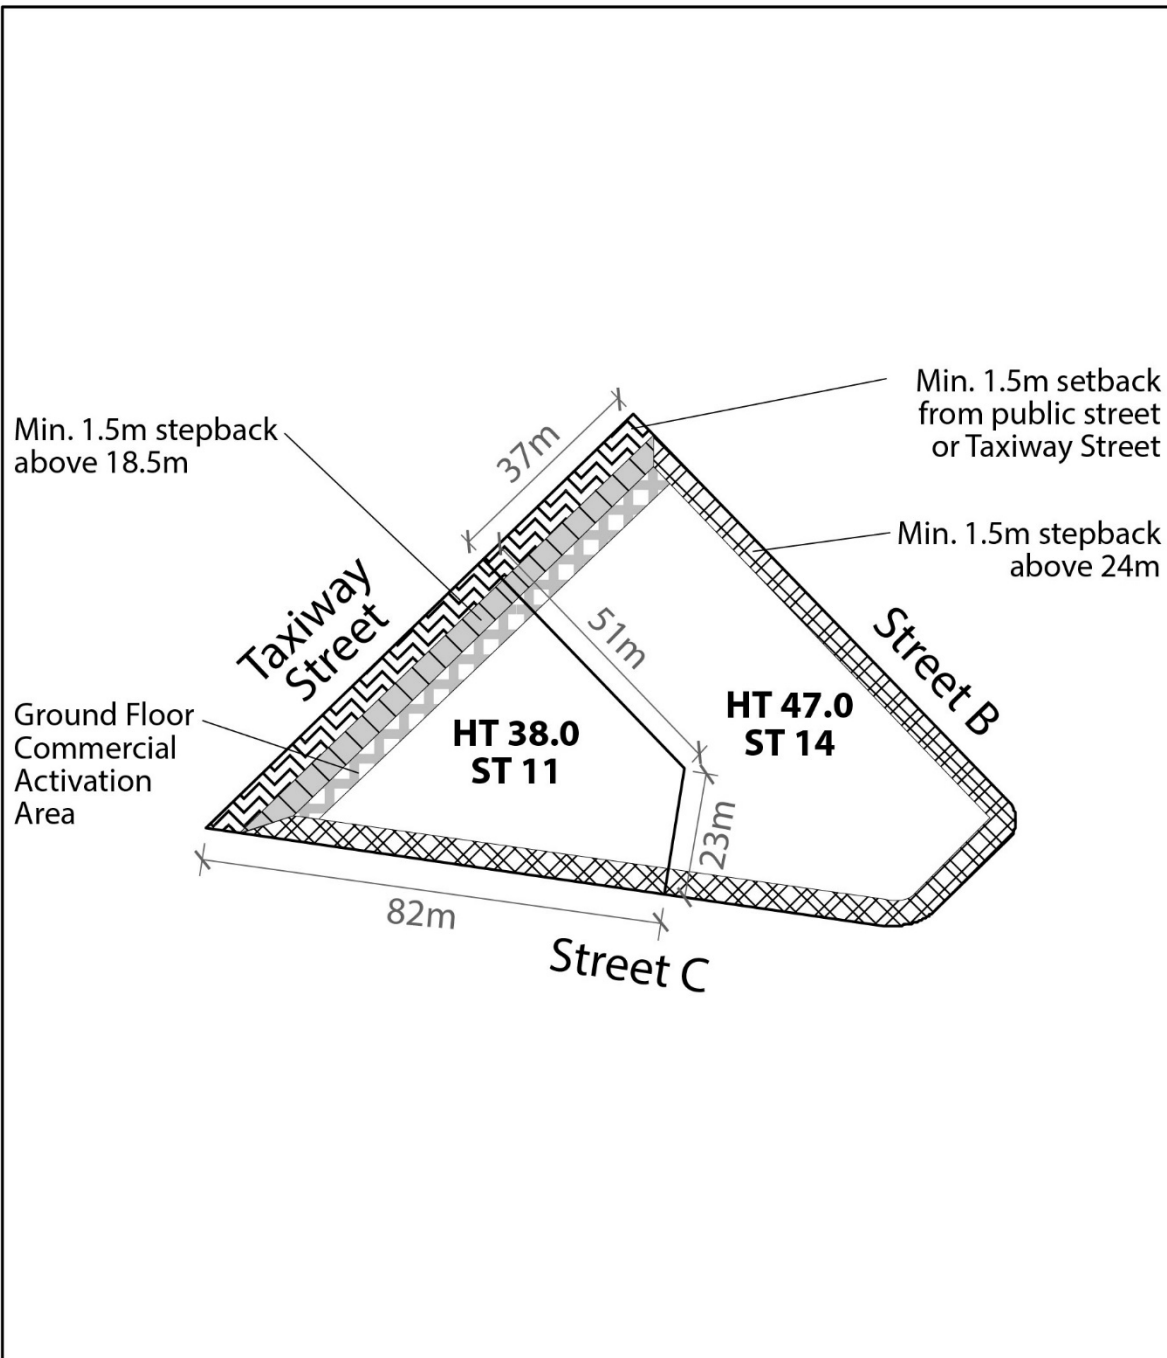 Min. 1.5m setback
from public street
or Taxiway Street
Min. 1.5m stepback
above 18.5m
37m
Min. 1.5m stepback
above 24m
Taxiway
Street
51m
Street B
Ground Floor
Commercial
Activation
Area
HT 38.0
ST 11
HT 47.0
ST 14
23m
82m
Street C